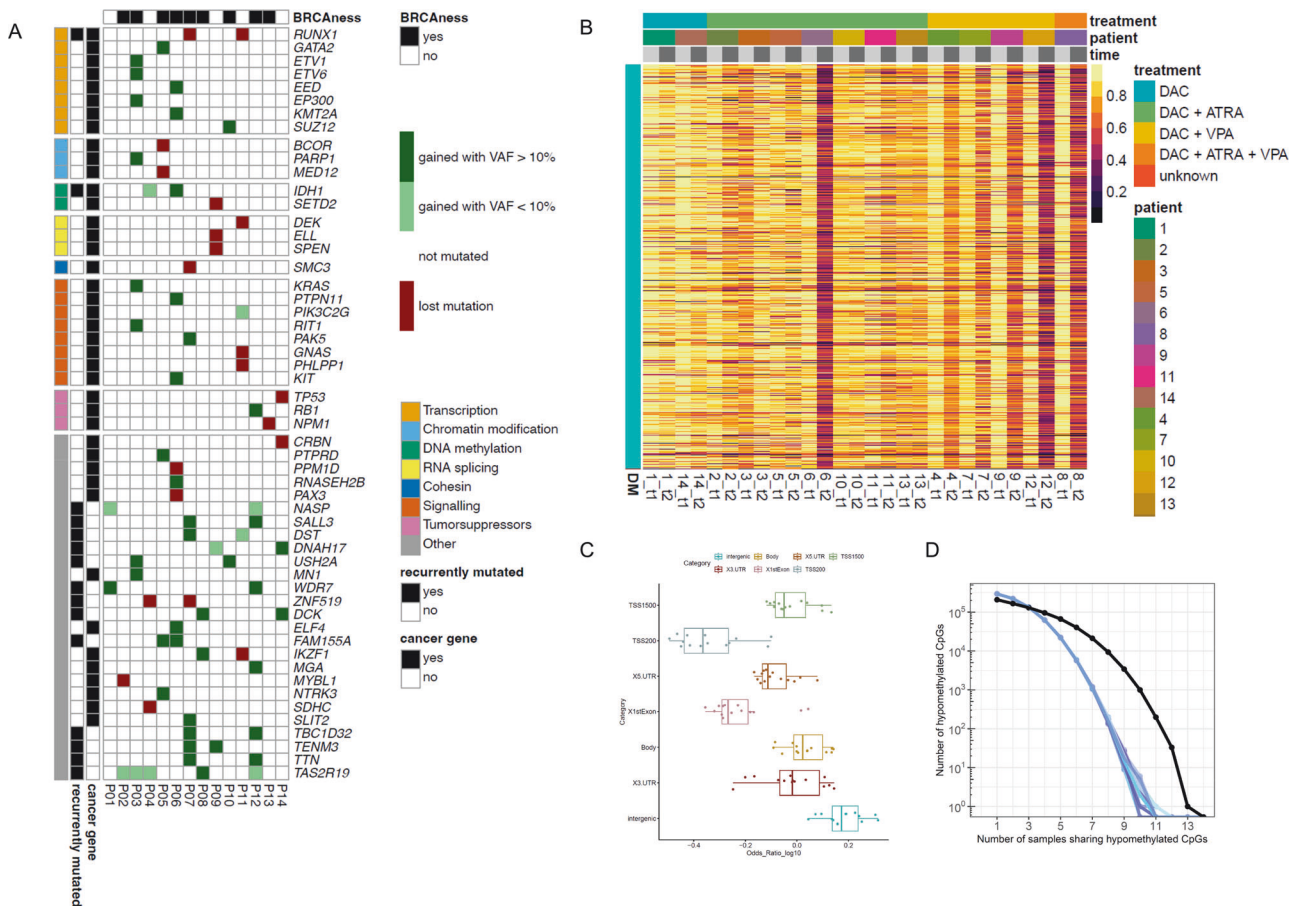 A
BRCAness
RUNX1
GATA2
ETV1
ETV6
EED
EP300
KMT2A
SUZ12
BCOR
PARP1
MED12
IDH1
SETD2
DEK
ELL
SPEN
SMC3
KRAS
PTPN11
PIK3C2G
RIT1
PAK5
GNAS
PHLPP1
KIT
TP53
RB1
NPM1
CRBN
PTPRD
PPM1D
RNASEH2B
PAX3
NASP
SALL3
DST
DNAH17
USH2A
MN1
WDR7
ZNF519
DCK
ELF4
FAM155A
IKZF1
MGA
MYBL1
NTRK3
SDHC
SLIT2
TBC1D32
TENM3
TTN
TAS2R19
recurrently mutated
cancer gene
P01
P02
P03
P04
P05
P06
P07
P08
P09
P10
P11
P12
P13
P14
BRCAness
yes
no
gained with VAF > 10%
gained with VAF < 10%
not mutated
lost mutation
Transcription
Chromatin modification
DNA methylation
RNA splicing
Cohesin
Signalling
Tumorsuppressors
Other
recurrently mutated
yes
no
cancer gene
yes
no
B
treatment
patient
time
0.8
0.6
0.4
0.2
treatment
DAC
DAC + ATRA
DAC + VPA
DAC + ATRA + VPA
unknown
patient
1
2
3
5
6
8
9
11
14
4
7
10
12
13
DM
1_t1
1_t2
14_t1
14_t2
2_t1
2_t2
3_t1
3_t2
5_t1
5_t2
6_t1
6_t2
10_t1
10_t2
11_t1
11_t2
13_t1
13_t2
4_t1
4_t2
7_t1
7_t2
9_t1
9_t2
12_t1
12_t2
8_t1
8_t2
C
Category
intergenic
Body
X5.UTR
TSS1500
X3.UTR
X1stExon
TSS200
Category
TSS1500
TSS200
X5.UTR
X1stExon
Body
X3.UTR
intergenic
−0.4
−0.2
0.0
0.2
Odds_Ratio_log10
D
Number of hypomethylated CpGs
10⁵
10⁴
10³
10²
10¹
10⁰
1
3
5
7
9
11
13
Number of samples sharing hypomethylated CpGs